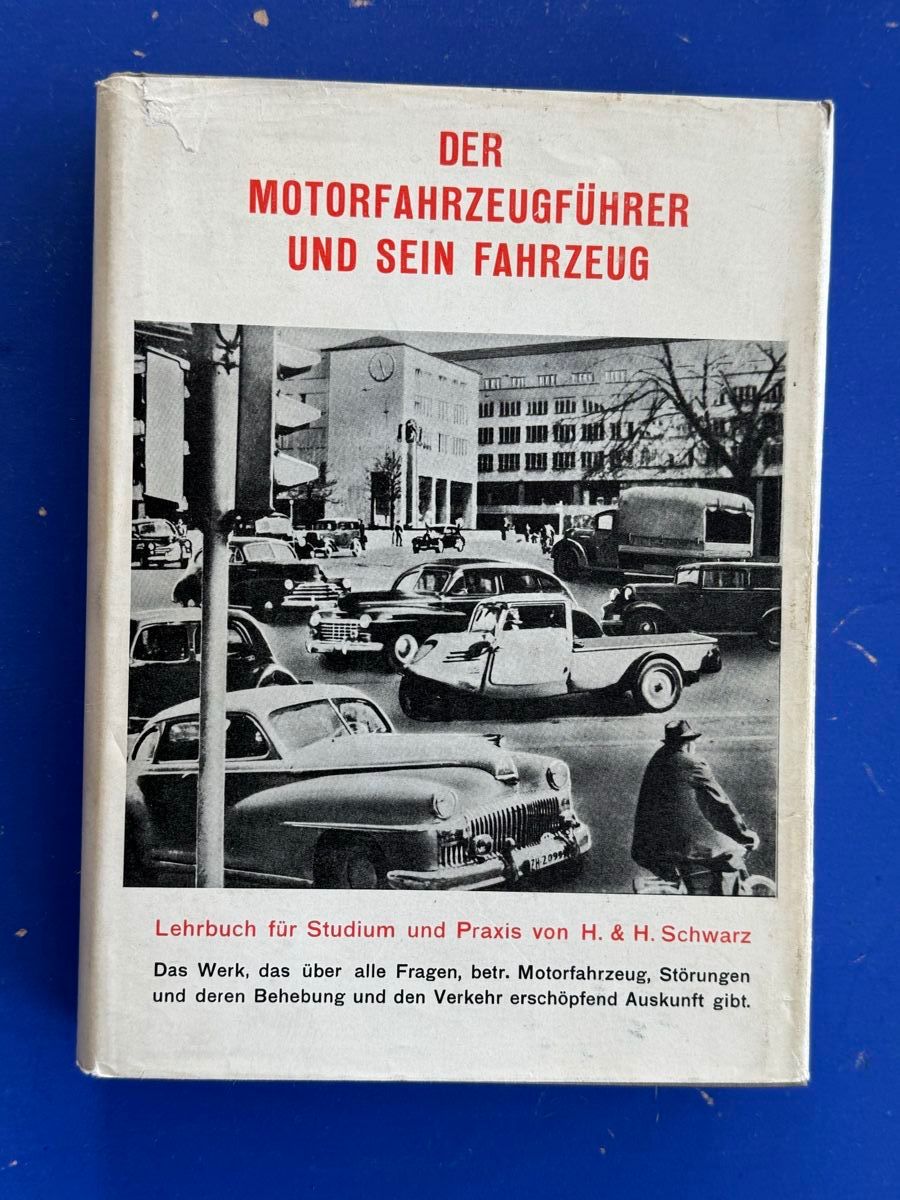 DER
MOTORFAHRZEUGFÜHRER
UND SEIN FAHRZEUG
Lehrbuch für Studium und Praxis von H. & H. Schwarz
Das Werk, das über alle Fragen, betr. Motorfahrzeug, Störungen
und deren Behebung und den Verkehr erschöpfend Auskunft gibt.